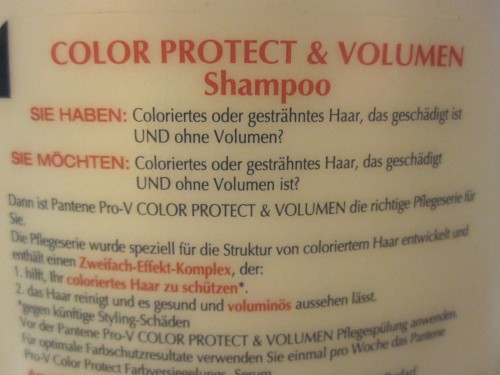 COLOR PROTECT & VOLUMEN
Shampoo
SIE HABEN: Coloriertes oder gesträhntes Haar, das geschädigt ist
UND ohne Volumen?
SIE MÖCHTEN: Coloriertes oder gesträhntes Haar, das geschädigt
UND ohne Volumen ist?
Dann ist Pantene Pro-V COLOR PROTECT & VOLUMEN die richtige Pflegeserie für
Sie.
Die Pflegeserie wurde speziell für die Struktur von coloriertem Haar entwickelt und
enthält einen Zweifach-Effekt-Komplex, der:
1. hilft, Ihr coloriertes Haar zu schützen*.
2. das Haar reinigt und es gesund und voluminös aussehen lässt.
*gegen künftige Styling-Schäden
Vor der Pantene Pro-V COLOR PROTECT & VOLUMEN Pflegespülung anwenden.
Für optimale Farbschutzresultate verwenden Sie einmal pro Woche das Pantene
Pro-V Color Protect Farbversiegelungs-Serum